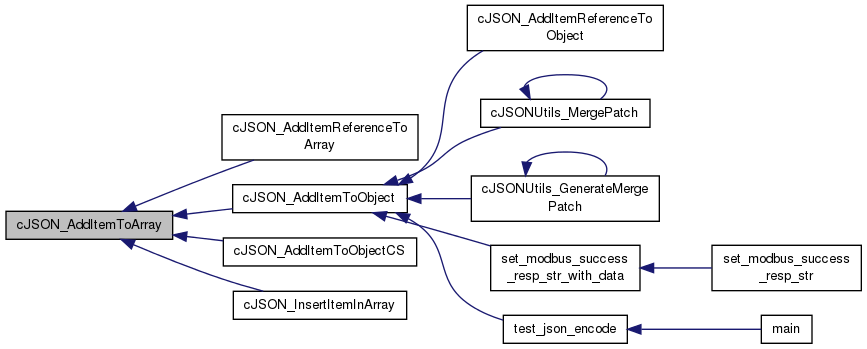 cJSON_AddItemReferenceTo
Object
cJSONUtils_MergePatch
cJSON_AddItemReferenceTo
Array
cJSON_AddItemToObject
cJSONUtils_GenerateMerge
Patch
cJSON_AddItemToArray
cJSON_AddItemToObjectCS
set_modbus_success
_resp_str_with_data
set_modbus_success
_resp_str
cJSON_InsertItemInArray
test_json_encode
main